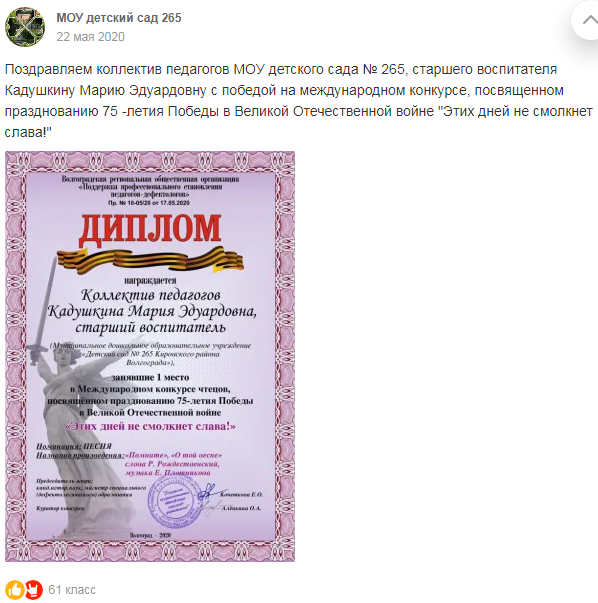 МОУ детский сад 265
22 мая 2020
Поздравляем коллектив педагогов МОУ детского сада № 265, старшего воспитателя
Кадушкину Марию Эдуардовну с победой на международном конкурсе, посвященном
празднованию 75 -летия Победы в Великой Отечественной войне "Этих дней не смолкнет
слава!"
Волгоградская региональная общественная организация
«Поддержка профессионального становления
педагогов-дефектологов»
Пр. № 10-05/20 от 17.05.2020
ДИПЛОМ
награждается
Коллектив педагогов
Кадушкина Мария Эдуардовна,
старший воспитатель
(Муниципальное дошкольное образовательное учреждение
«Детский сад № 265 Кировского района
Волгограда»),
занявшие 1 место
в Международном конкурсе чтецов,
посвящённом празднованию 75-летия Победы
в Великой Отечественной войне
«Этих дней не смолкнет слава!»
Номинация: ПЕСНЯ
Название произведения: «Помните», «О той весне»
слова Р. Рождественский,
музыка Е. Плотникова
Председатель жюри:
канд.истор.наук, магистр специального
(дефектологического) образования Кочеткова Е.О.
Куратор конкурса Алёшкина О.А.
Волгоград - 2020
61 класс